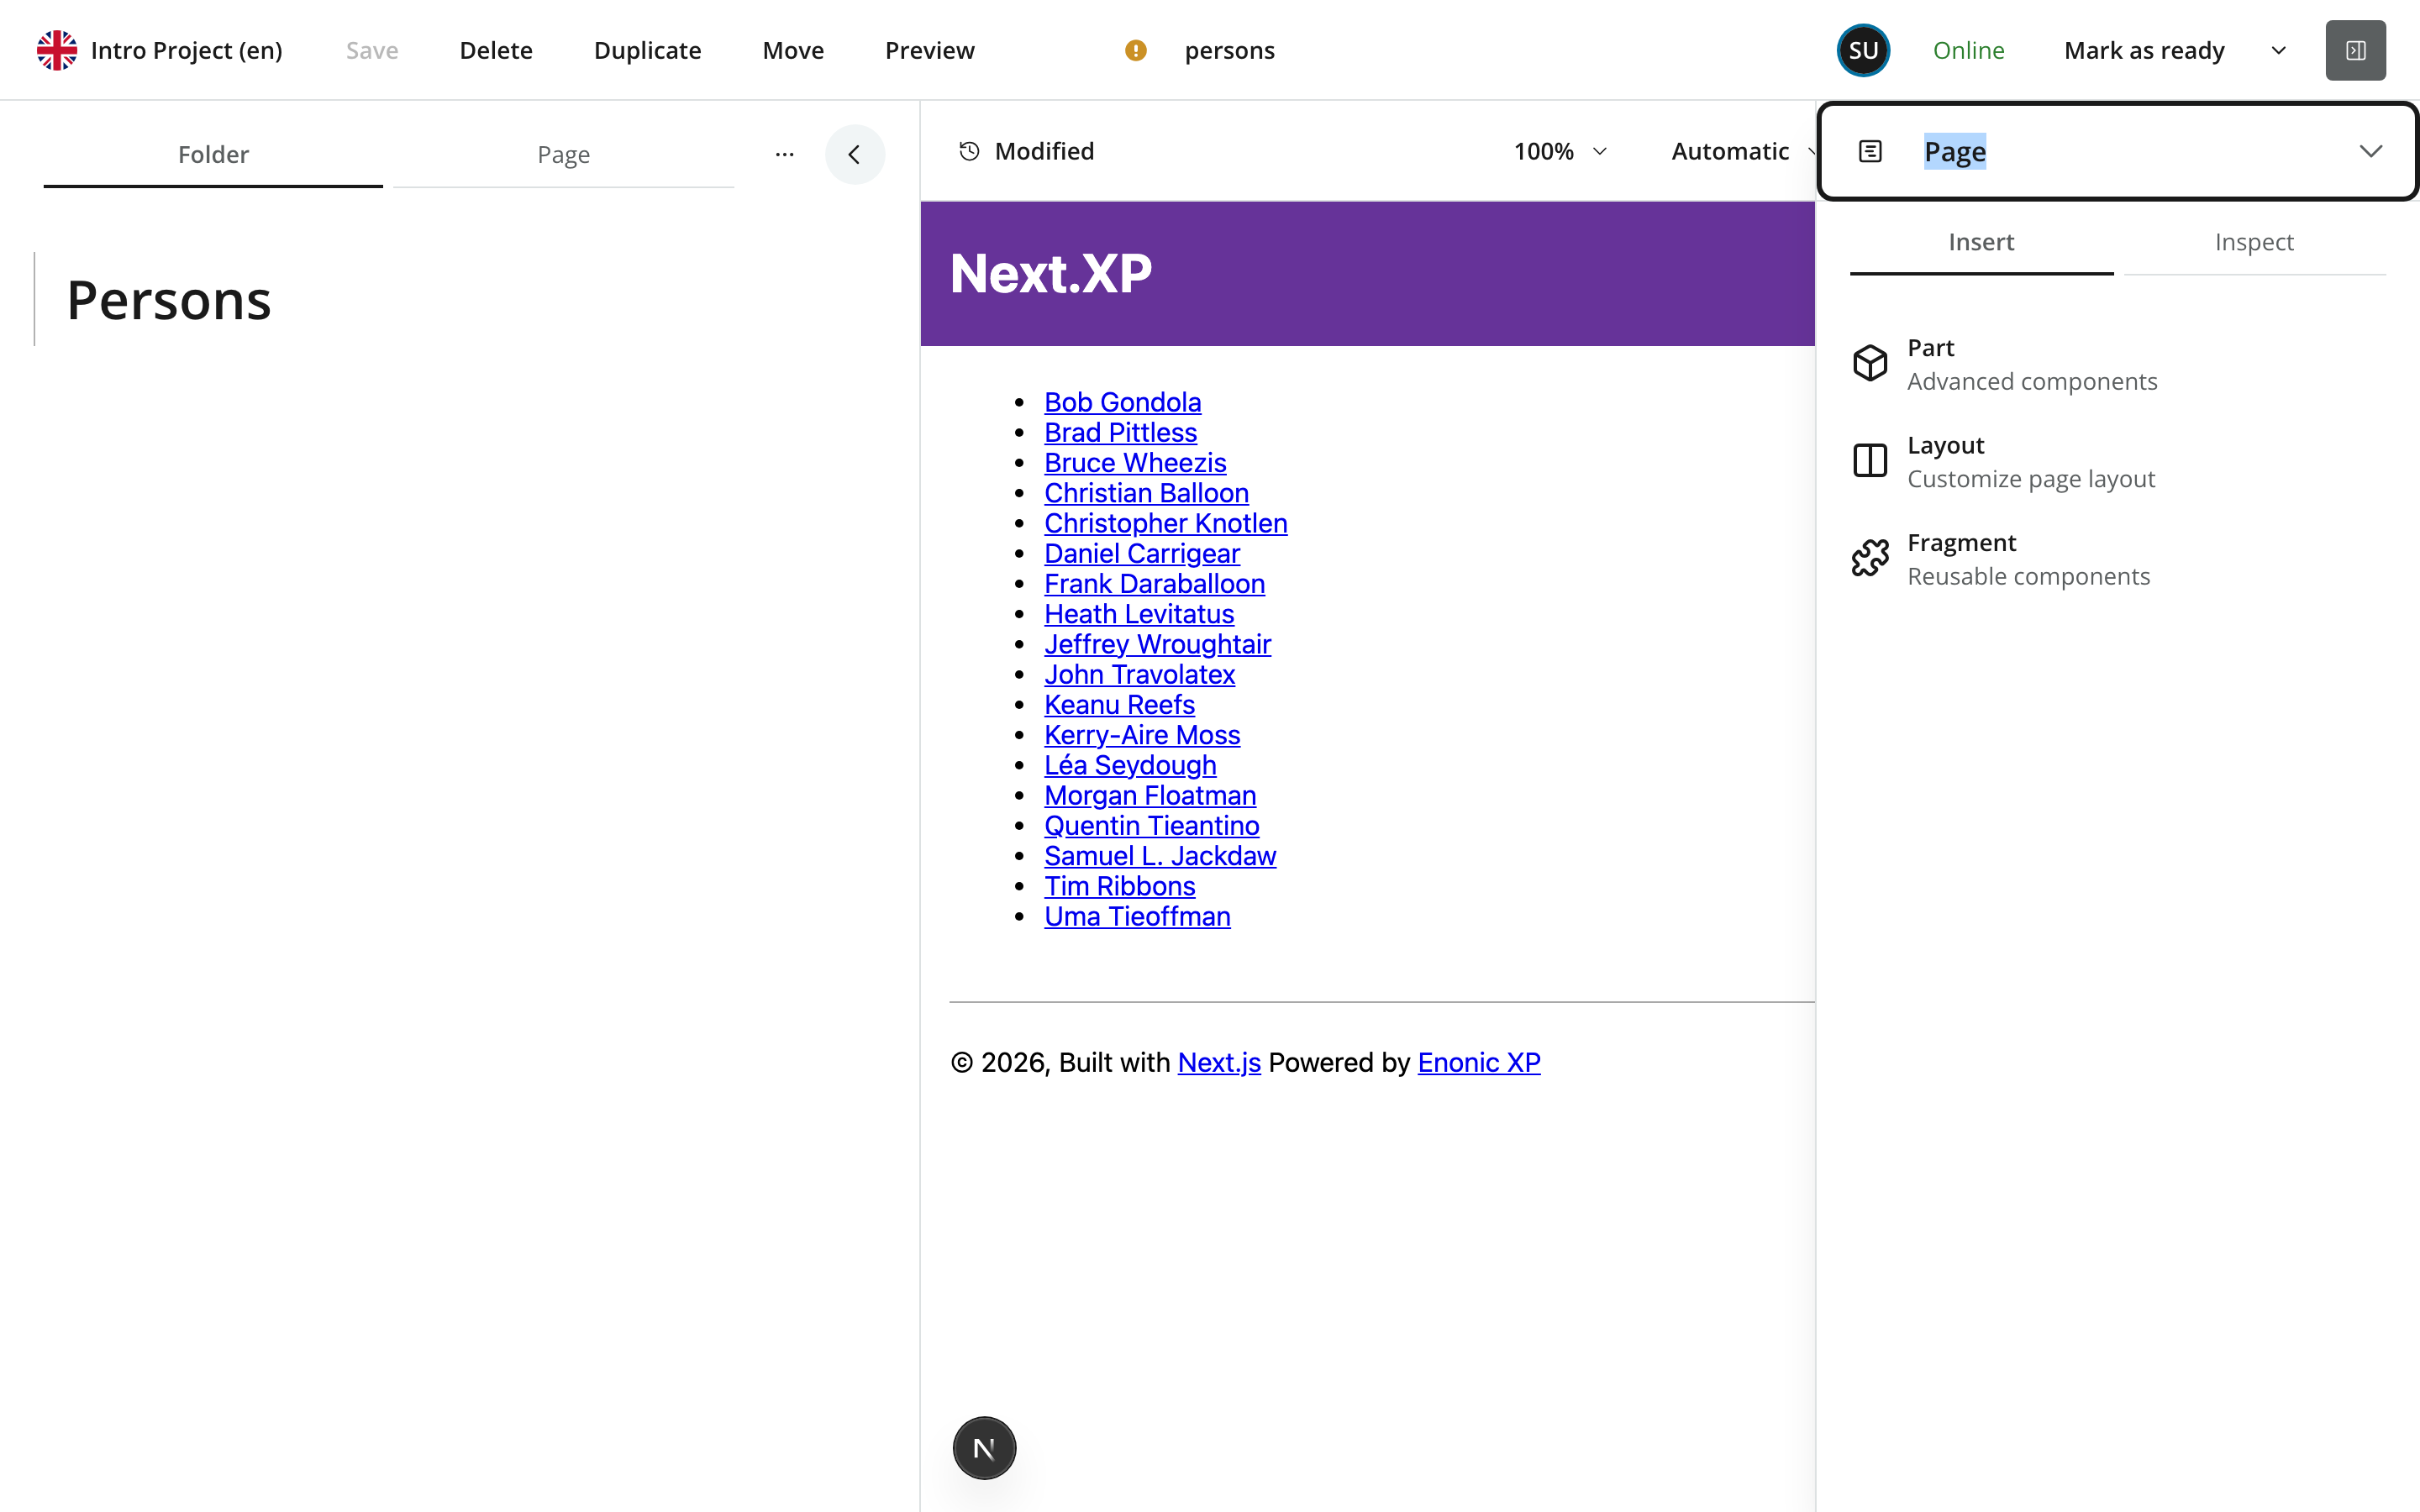 Intro Project (en) Save Delete Duplicate Move Preview persons SU Online Mark as ready
Folder Page
Persons
Modified 100% Automatic
Next.XP
Bob Gondola
Brad Pittless
Bruce Wheezis
Christian Balloon
Christopher Knotlen
Daniel Carrigear
Frank Daraballoon
Heath Levitatus
Jeffrey Wroughtair
John Travolatex
Keanu Reefs
Kerry-Aire Moss
Léa Seydough
Morgan Floatman
Quentin Tieantino
Samuel L. Jackdaw
Tim Ribbons
Uma Tieoffman
© 2026, Built with Next.js Powered by Enonic XP
N
Page
Insert Inspect
Part
Advanced components
Layout
Customize page layout
Fragment
Reusable components